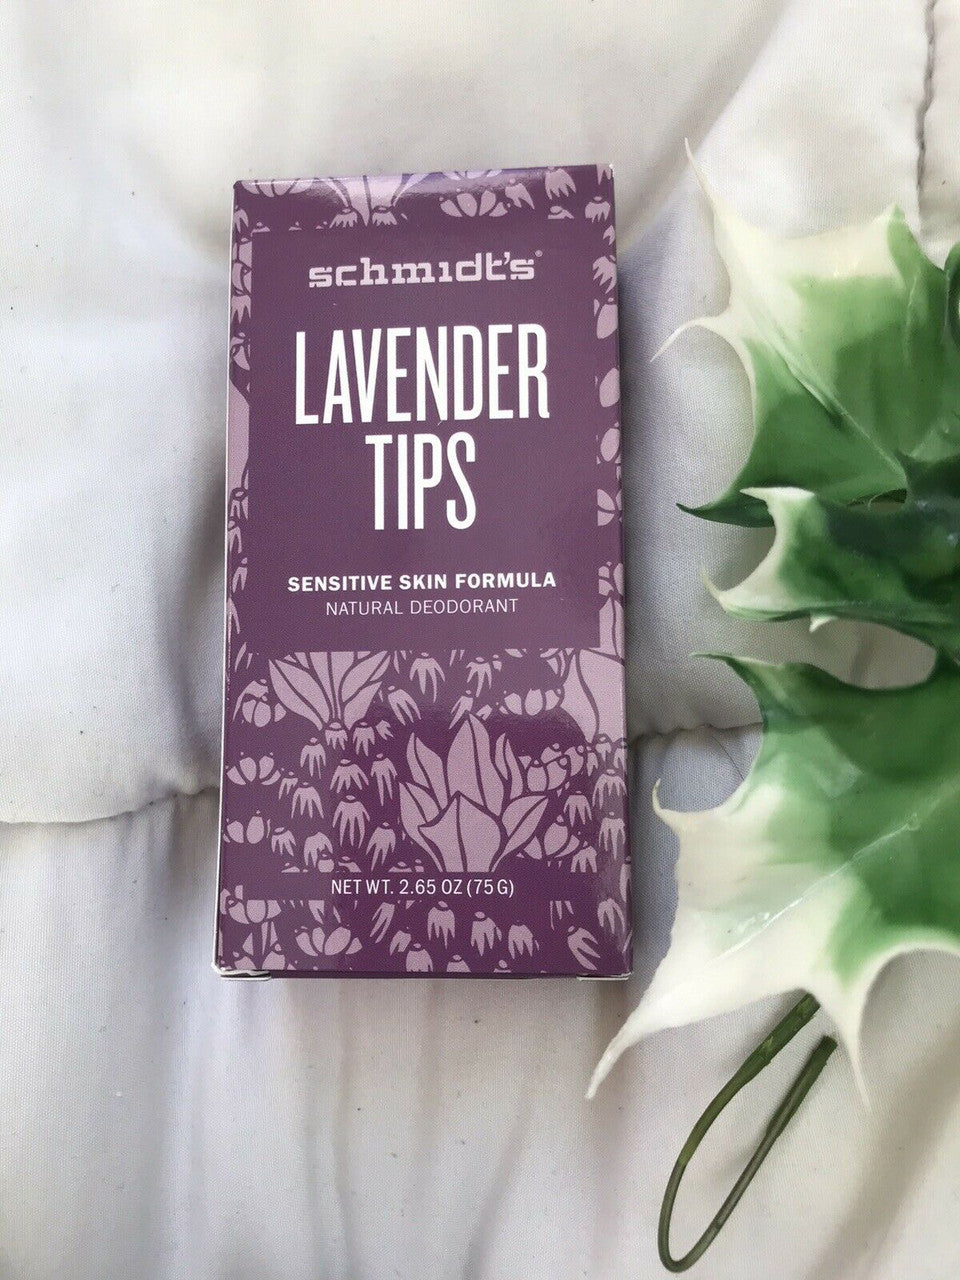 schmidt's®
LAVENDER
TIPS
SENSITIVE SKIN FORMULA
NATURAL DEODORANT
NET WT. 2.65 OZ (75 G)